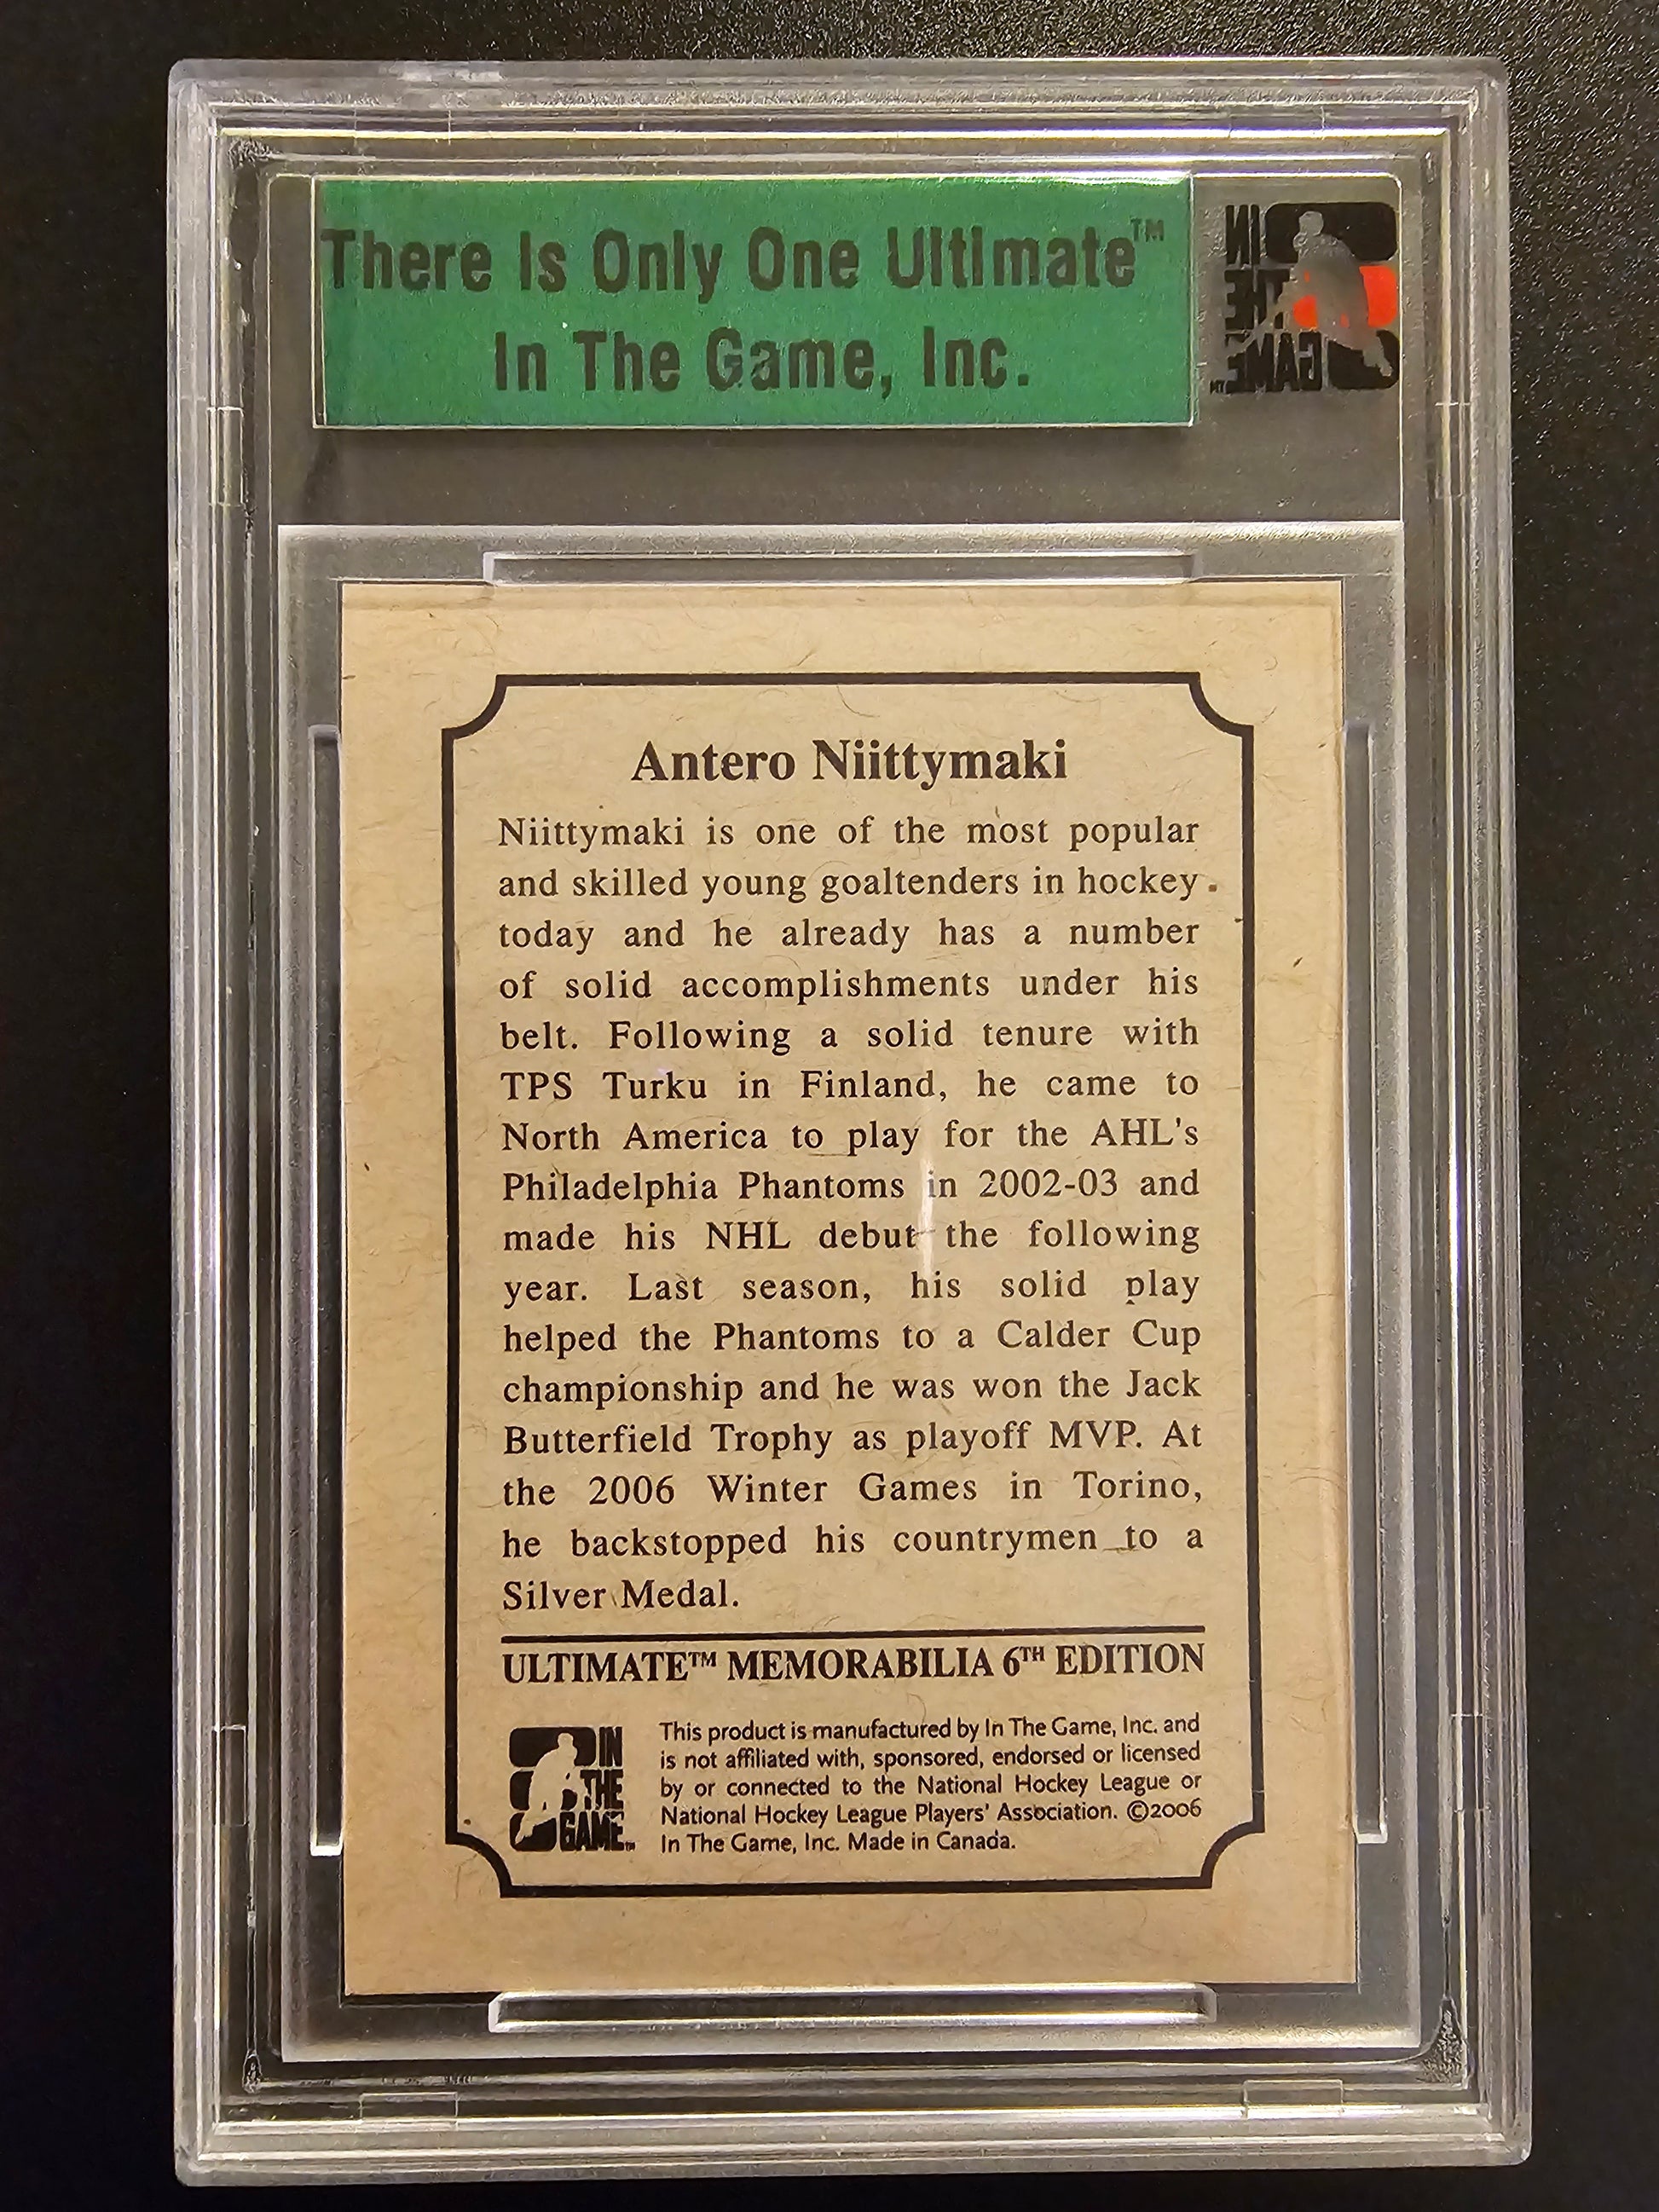 There Is Only One Ultimate™
In The Game, Inc.
IN
THE
GAME™
Antero Niittymaki
Niittymaki is one of the most popular
and skilled young goaltenders in hockey
today and he already has a number
of solid accomplishments under his
belt. Following a solid tenure with
TPS Turku in Finland, he came to
North America to play for the AHL's
Philadelphia Phantoms in 2002-03 and
made his NHL debut the following
year. Last season, his solid play
helped the Phantoms to a Calder Cup
championship and he was won the Jack
Butterfield Trophy as playoff MVP. At
the 2006 Winter Games in Torino,
he backstopped his countrymen to a
Silver Medal.
ULTIMATE™ MEMORABILIA 6TH EDITION
IN
THE
GAME™
This product is manufactured by In The Game, Inc. and
is not affiliated with, sponsored, endorsed or licensed
by or connected to the National Hockey League or
National Hockey League Players' Association. ©2006
In The Game, Inc. Made in Canada.